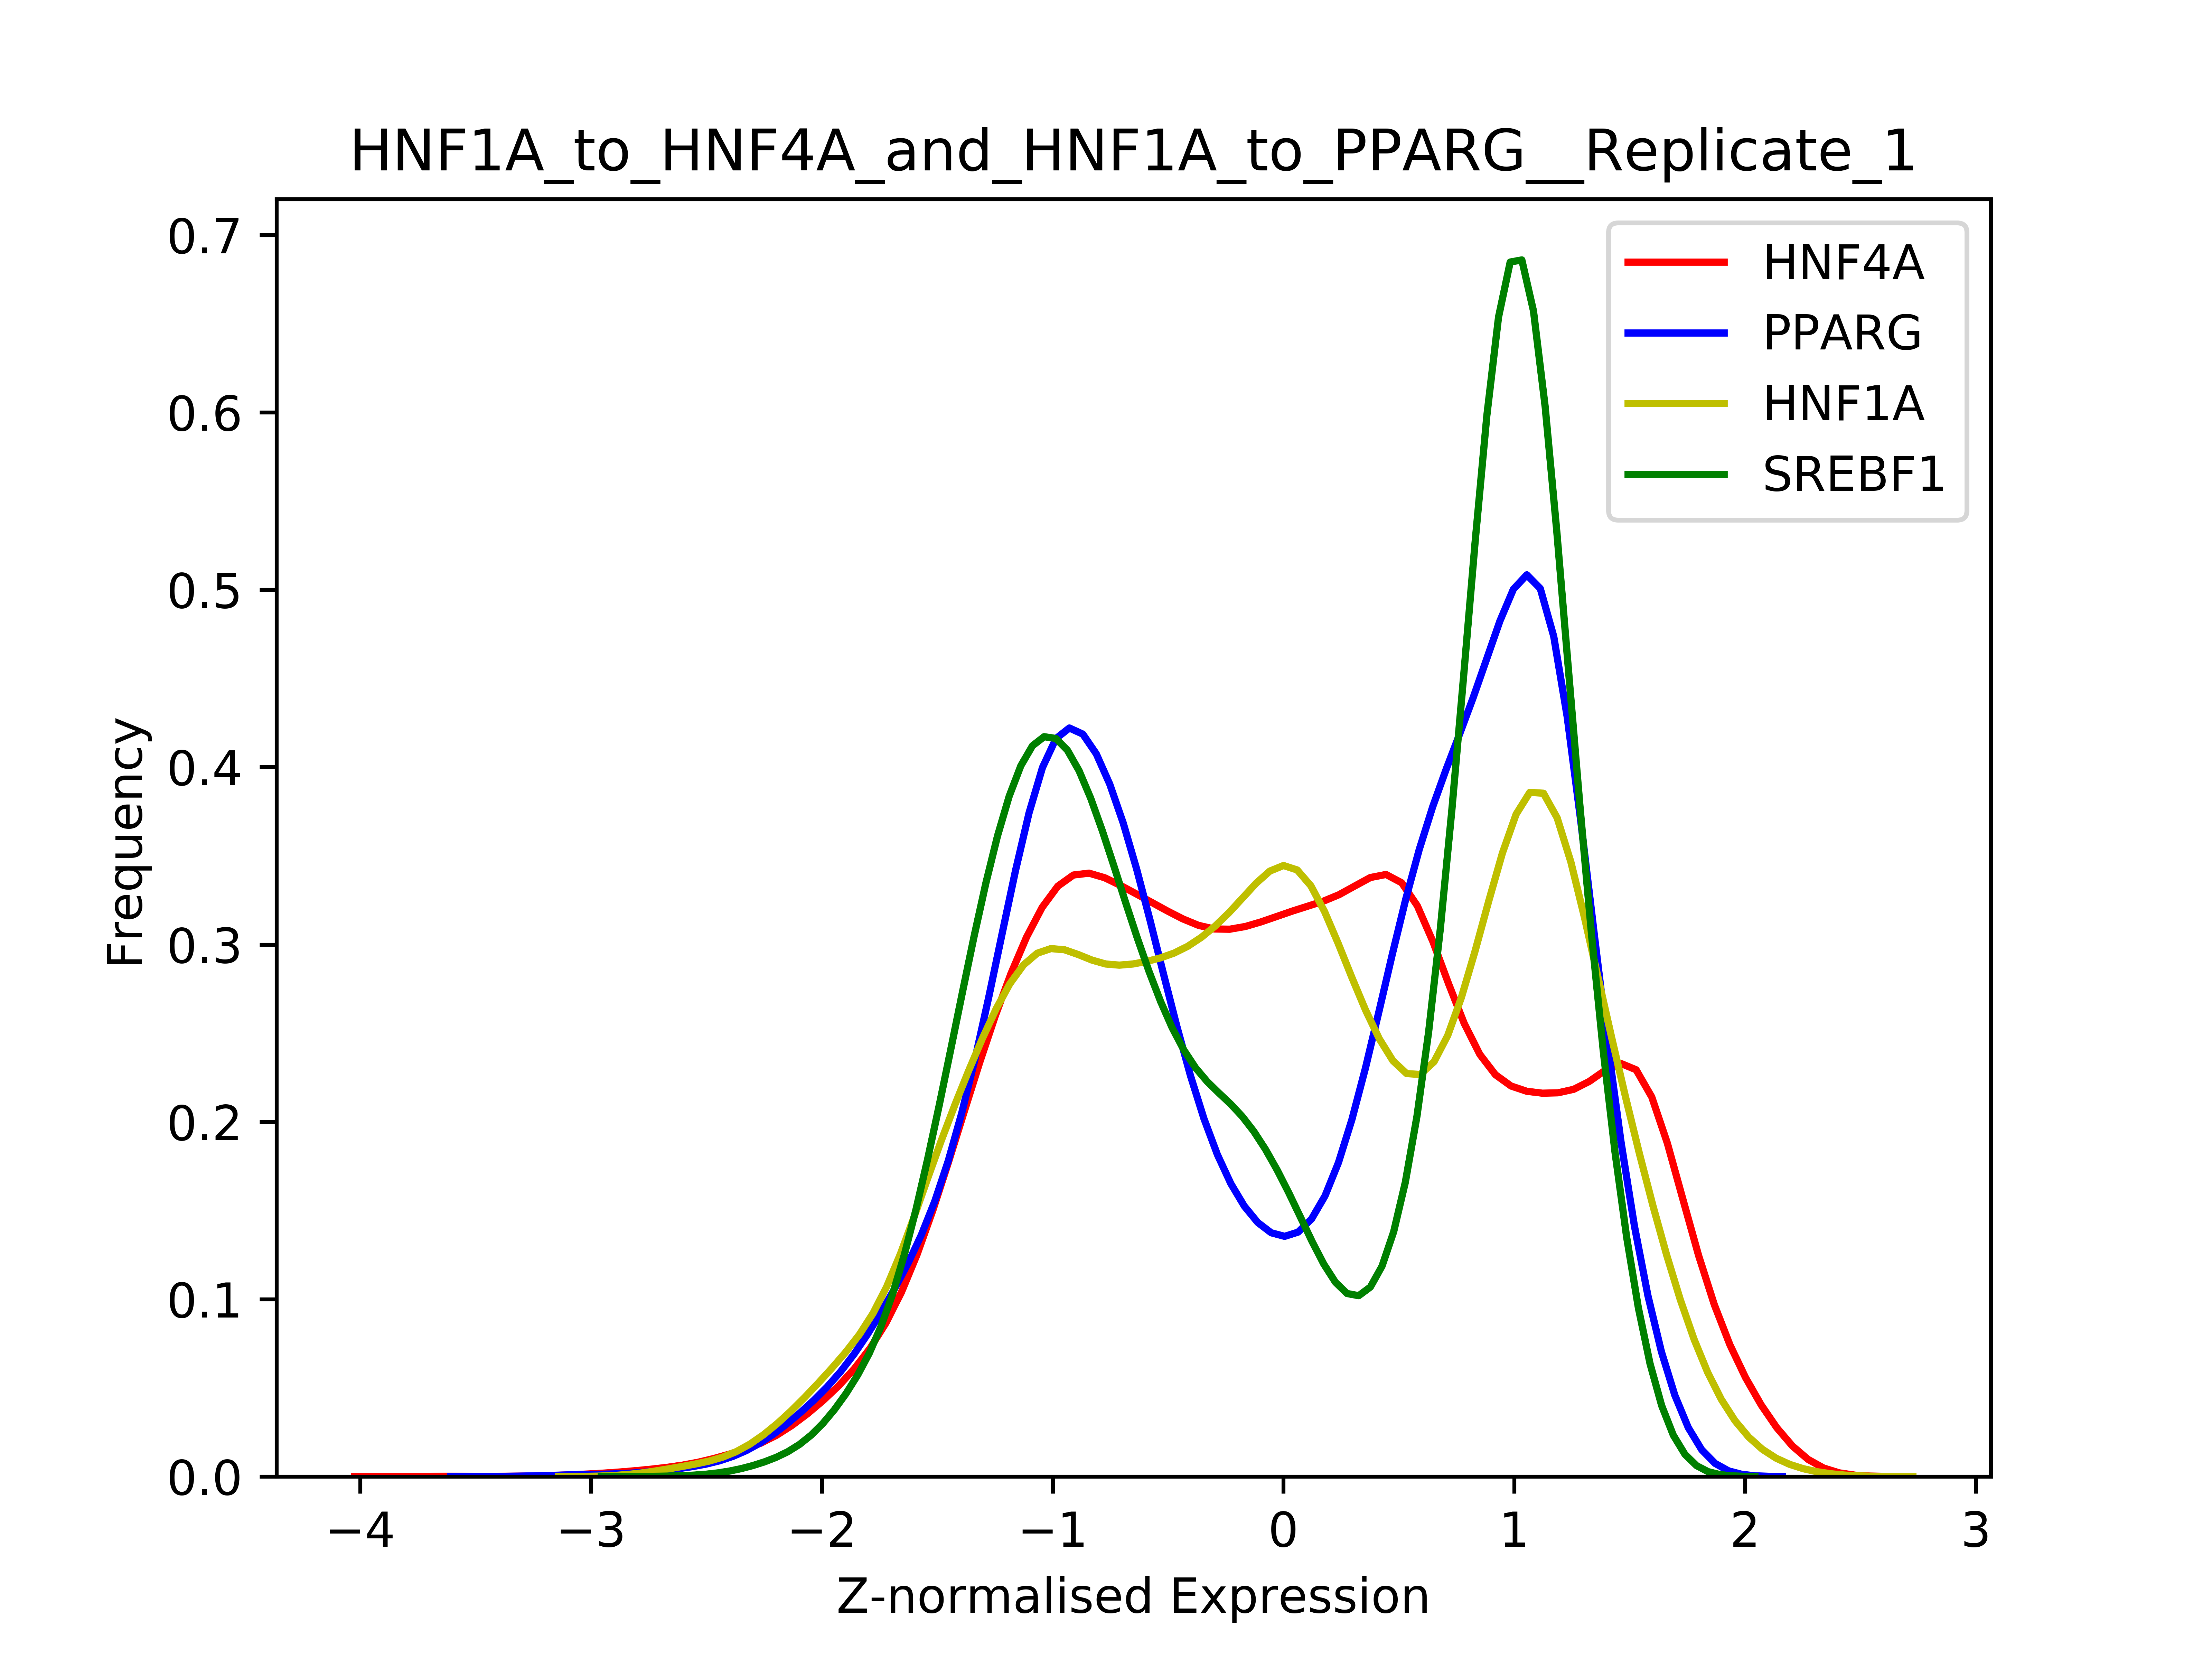 HNF1A_to_HNF4A_and_HNF1A_to_PPARG__Replicate_1
0.7
0.6
0.5
0.4
0.3
0.2
0.1
0.0
Frequency
HNF4A
PPARG
HNF1A
SREBF1
−4 −3 −2 −1 0 1 2 3
Z-normalised Expression